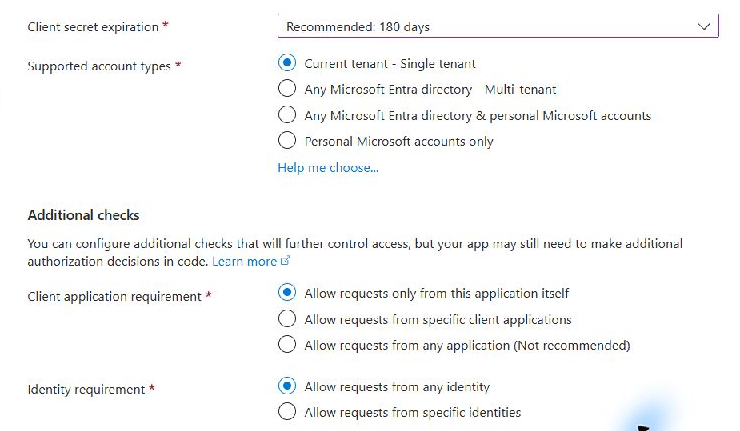 Client secret expiration *
Recommended: 180 days
Supported account types *
Current tenant - Single tenant
Any Microsoft Entra directory - Multi-tenant
Any Microsoft Entra directory & personal Microsoft accounts
Personal Microsoft accounts only
Help me choose...
Additional checks
You can configure additional checks that will further control access, but your app may still need to make additional
authorization decisions in code. Learn more
Client application requirement *
Allow requests only from this application itself
Allow requests from specific client applications
Allow requests from any application (Not recommended)
Identity requirement *
Allow requests from any identity
Allow requests from specific identities